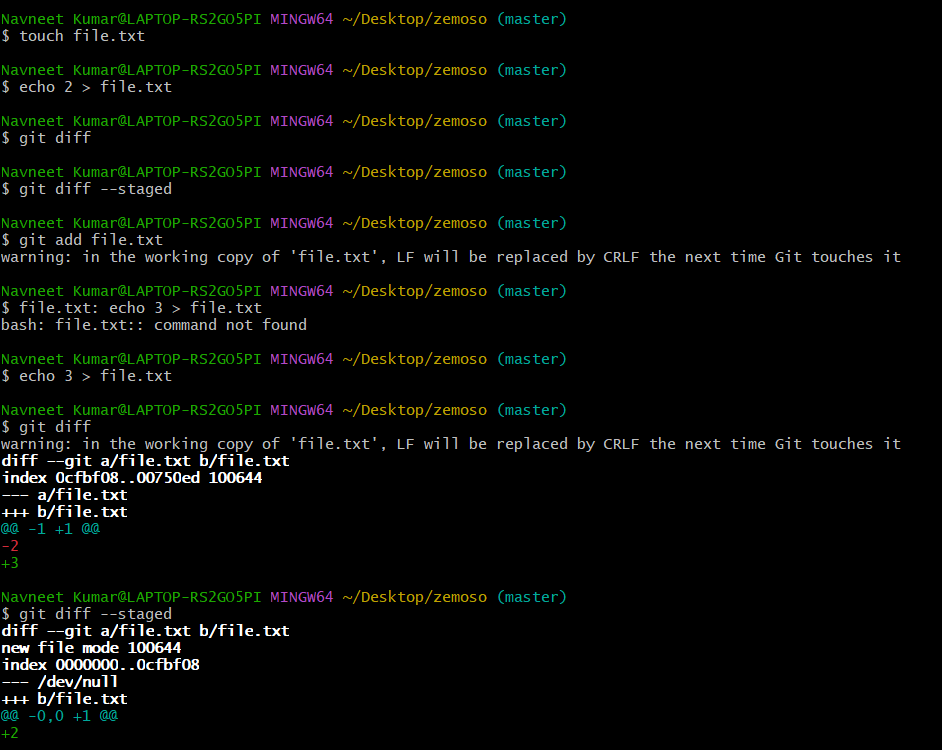 Navneet Kumar@LAPTOP-RS2GO5PI MINGW64 ~/Desktop/zemoso (master)
$ touch file.txt
Navneet Kumar@LAPTOP-RS2GO5PI MINGW64 ~/Desktop/zemoso (master)
$ echo 2 > file.txt
Navneet Kumar@LAPTOP-RS2GO5PI MINGW64 ~/Desktop/zemoso (master)
$ git diff
Navneet Kumar@LAPTOP-RS2GO5PI MINGW64 ~/Desktop/zemoso (master)
$ git diff --staged
Navneet Kumar@LAPTOP-RS2GO5PI MINGW64 ~/Desktop/zemoso (master)
$ git add file.txt
warning: in the working copy of 'file.txt', LF will be replaced by CRLF the next time Git touches it
Navneet Kumar@LAPTOP-RS2GO5PI MINGW64 ~/Desktop/zemoso (master)
$ file.txt: echo 3 > file.txt
bash: file.txt:: command not found
Navneet Kumar@LAPTOP-RS2GO5PI MINGW64 ~/Desktop/zemoso (master)
$ echo 3 > file.txt
Navneet Kumar@LAPTOP-RS2GO5PI MINGW64 ~/Desktop/zemoso (master)
$ git diff
warning: in the working copy of 'file.txt', LF will be replaced by CRLF the next time Git touches it
diff --git a/file.txt b/file.txt
index 0cfbf08..00750ed 100644
--- a/file.txt
+++ b/file.txt
@@ -1 +1 @@
-2
+3
Navneet Kumar@LAPTOP-RS2GO5PI MINGW64 ~/Desktop/zemoso (master)
$ git diff --staged
diff --git a/file.txt b/file.txt
new file mode 100644
index 0000000..0cfbf08
--- /dev/null
+++ b/file.txt
@@ -0,0 +1 @@
+2